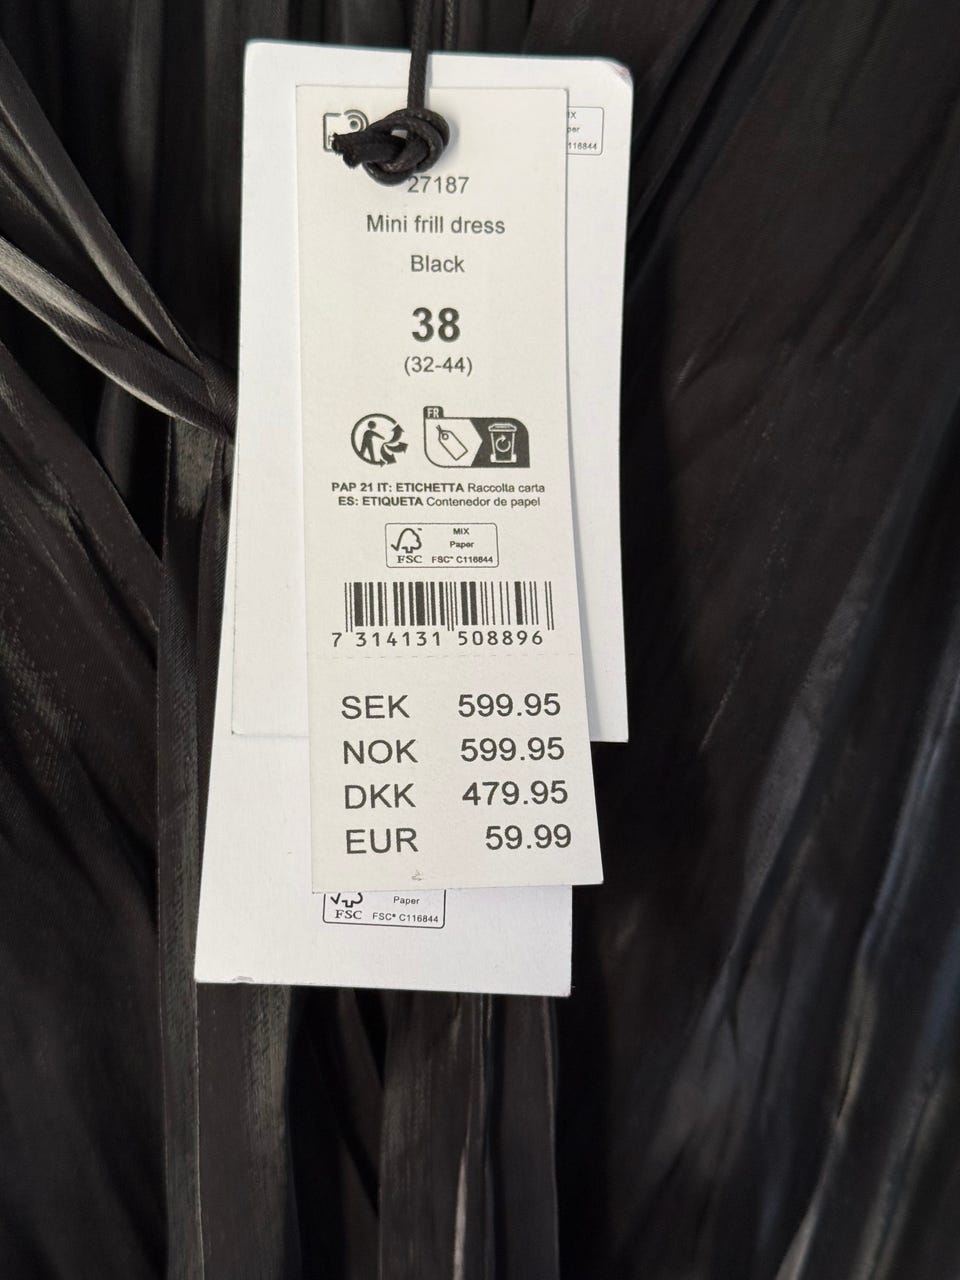 27187
Mini frill dress
Black
38
(32-44)
FR
PAP 21 IT: ETICHETTA Raccolta carta
ES: ETIQUETA Contenedor de papel
MIX
Paper
FSC FSC® C116844
7 314131 508896
SEK 599.95
NOK 599.95
DKK 479.95
EUR 59.99
Paper
FSC FSC® C116844